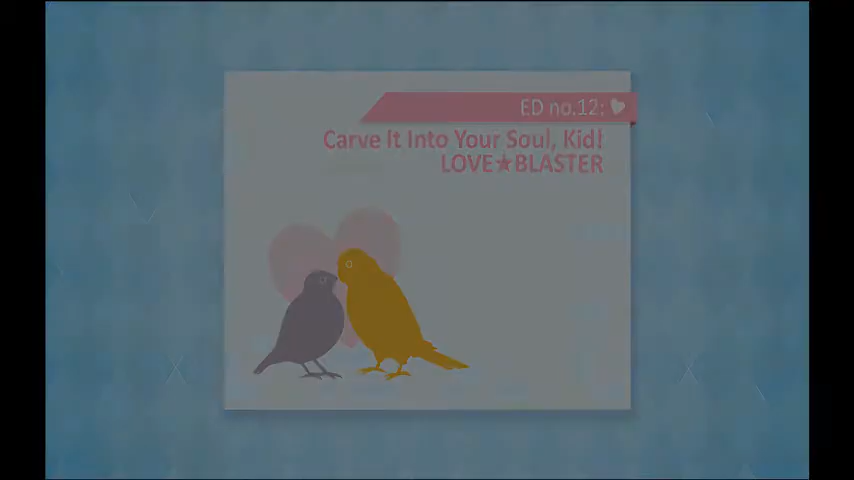 ED no.12: ♥
Carve It Into Your Soul, Kid!
LOVE★BLASTER